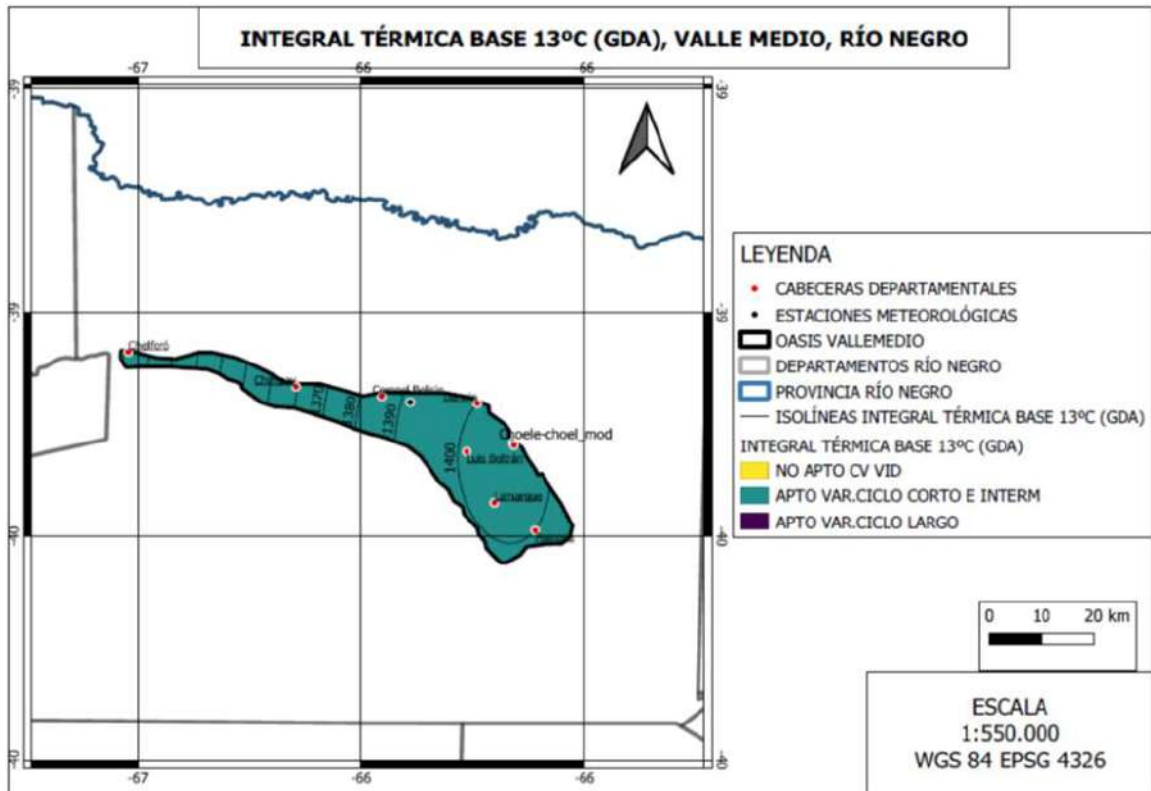 INTEGRAL TÉRMICA BASE 13ºC (GDA), VALLE MEDIO, RÍO NEGRO
-67
66
-66
-39
-39
-39
-39
Chelforó
1370
1380
1390
1400
Choele-choel_mod
Luis Beltrán
Lamarque
-40
-40
-40
-40
-67
-66
-66
LEYENDA
CABECERAS DEPARTAMENTALES
ESTACIONES METEOROLÓGICAS
OASIS VALLEMEDIO
DEPARTAMENTOS RÍO NEGRO
PROVINCIA RÍO NEGRO
ISOLÍNEAS INTEGRAL TÉRMICA BASE 13ºC (GDA)
INTEGRAL TÉRMICA BASE 13ºC (GDA)
NO APTO CV VID
APTO VAR.CICLO CORTO E INTERM
APTO VAR.CICLO LARGO
0 10 20 km
ESCALA
1:550.000
WGS 84 EPSG 4326